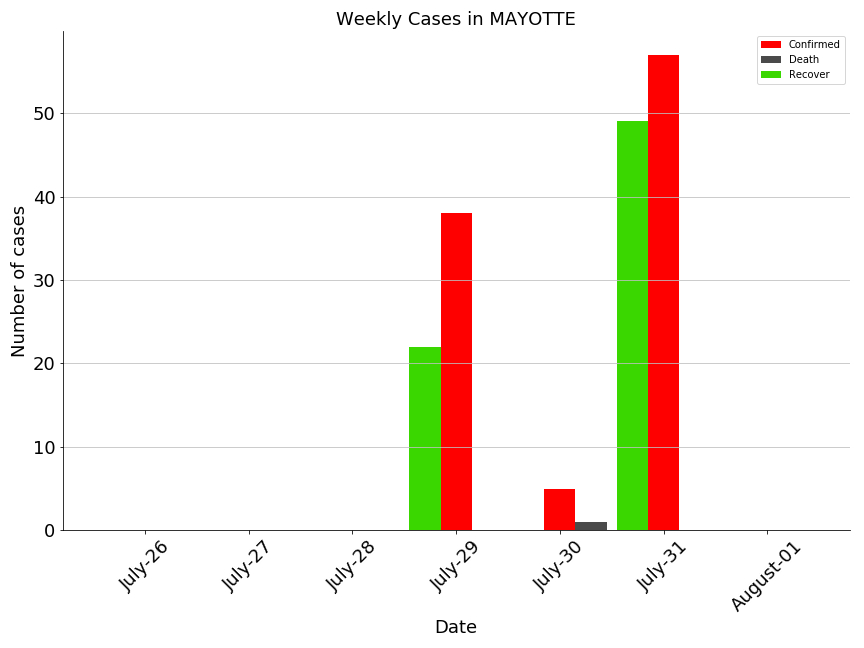 Weekly Cases in MAYOTTE
Confirmed
Death
Recover
Number of cases
50
40
30
20
10
0
July-26
July-27
July-28
July-29
July-30
July-31
August-01
Date